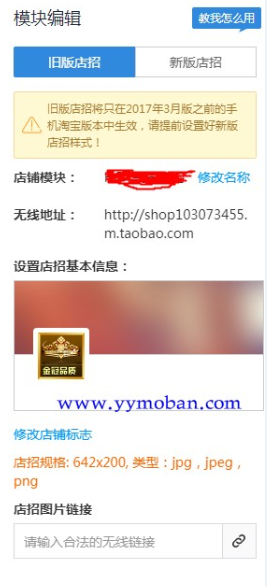 模块编辑
教我怎么用
旧版店招
新版店招
旧版店招将只在2017年3月版之前的手
机淘宝版本中生效，请提前设置好新版
店招样式！
店铺模块：
修改名称
无线地址：
http://shop103073455.
m.taobao.com
设置店招基本信息：
金冠品质
www.yymoban.com
修改店铺标志
店招规格: 642x200, 类型：jpg，jpeg，
png
店招图片链接
请输入合法的无线链接